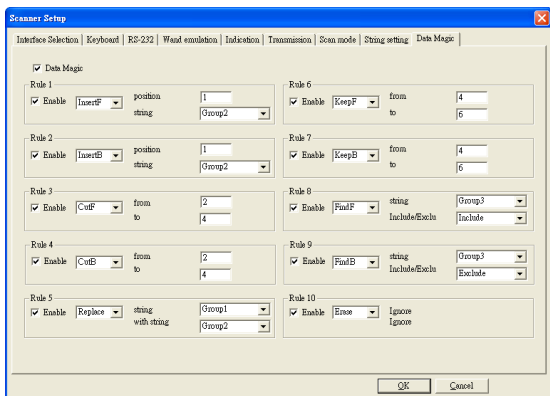 Scanner Setup
Interface Selection | Keyboard | RS-232 | Wand emulation | Indication | Transmission | Scan mode | String setting | Data Magic
Data Magic
Rule 1
Enable InsertF position 1
string Group2
Rule 2
Enable InsertB position 1
string Group2
Rule 3
Enable CutF from 2
to 4
Rule 4
Enable CutB from 2
to 4
Rule 5
Enable Replace string Group1
with string Group2
Rule 6
Enable KeepF from 4
to 6
Rule 7
Enable KeepB from 4
to 6
Rule 8
Enable FindF string Group3
Include/Exclu Include
Rule 9
Enable FindB string Group3
Include/Exclu Exclude
Rule 10
Enable Erase Ignore
Ignore
OK Cancel